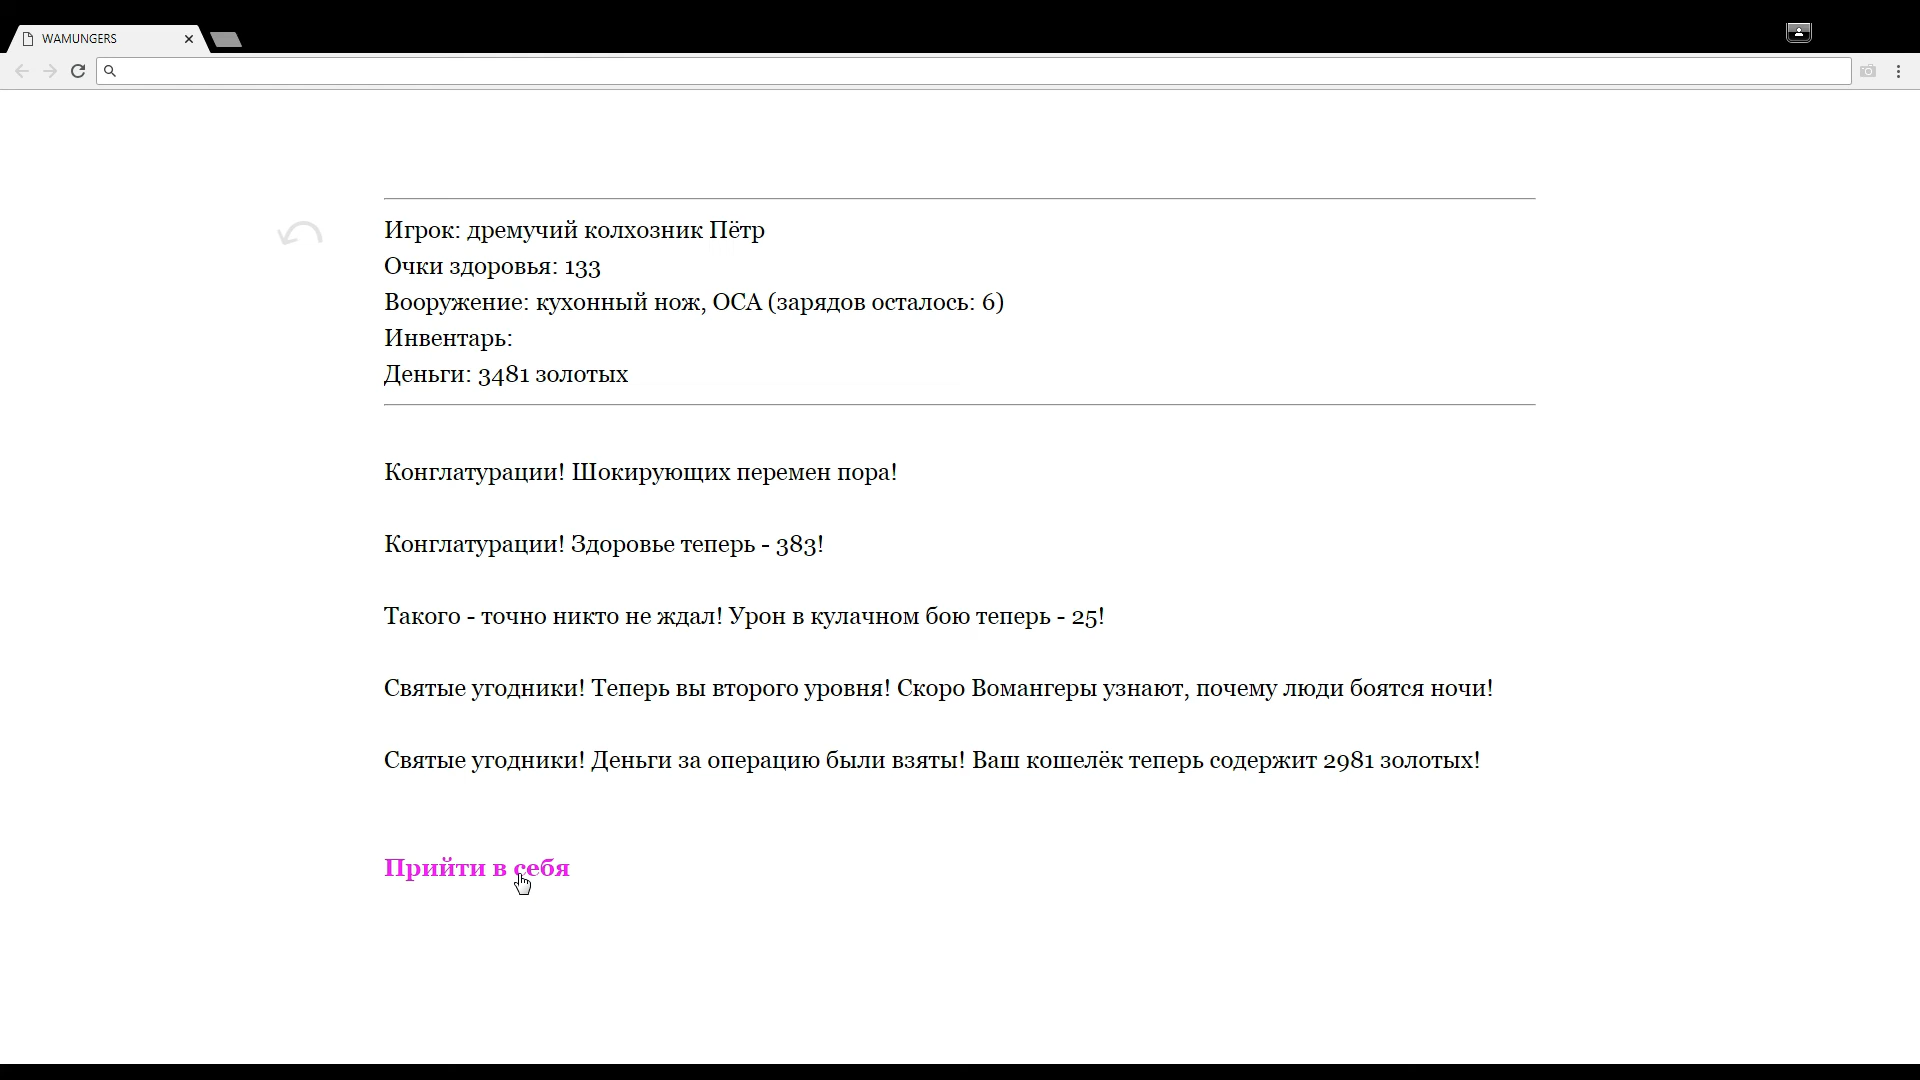 WAMUNGERS
Игрок: дремучий колхозник Пётр
Очки здоровья: 133
Вооружение: кухонный нож, ОСА (зарядов осталось: 6)
Инвентарь:
Деньги: 3481 золотых
Конглатурации! Шокирующих перемен пора!
Конглатурации! Здоровье теперь - 383!
Такого - точно никто не ждал! Урон в кулачном бою теперь - 25!
Святые угодники! Теперь вы второго уровня! Скоро Вомангеры узнают, почему люди боятся ночи!
Святые угодники! Деньги за операцию были взяты! Ваш кошелёк теперь содержит 2981 золотых!
Прийти в себя